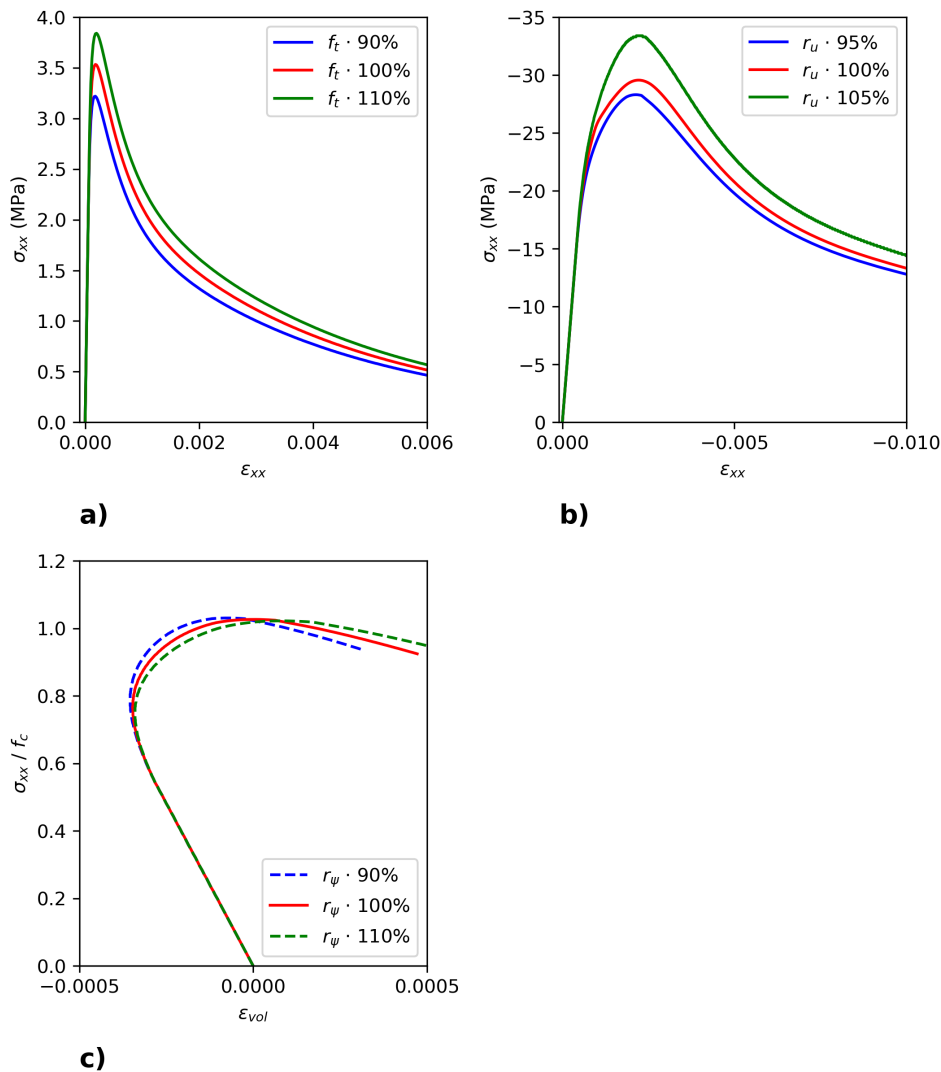 4.0
3.5
3.0
2.5
2.0
1.5
1.0
0.5
0.0
σxx (MPa)
ft · 90%
ft · 100%
ft · 110%
0.000 0.002 0.004 0.006
εxx
a)
−35
−30
−25
−20
−15
−10
−5
0
σxx (MPa)
ru · 95%
ru · 100%
ru · 105%
0.000 −0.005 −0.010
εxx
b)
1.2
1.0
0.8
0.6
0.4
0.2
0.0
σxx / fc
rψ · 90%
rψ · 100%
rψ · 110%
−0.0005 0.0000 0.0005
εvol
c)